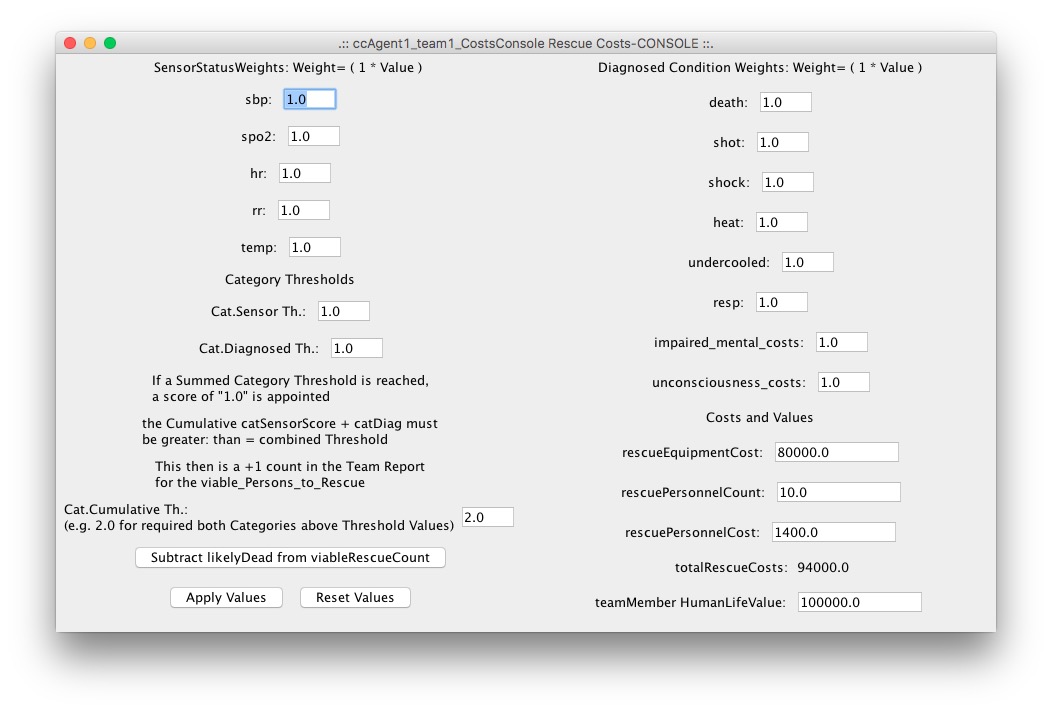 .:: ccAgent1_team1_CostsConsole Rescue Costs-CONSOLE ::.
SensorStatusWeights: Weight= ( 1 * Value )
sbp: 1.0
spo2: 1.0
hr: 1.0
rr: 1.0
temp: 1.0
Category Thresholds
Cat.Sensor Th.: 1.0
Cat.Diagnosed Th.: 1.0
If a Summed Category Threshold is reached,
a score of "1.0" is appointed
the Cumulative catSensorScore + catDiag must
be greater: than = combined Threshold
This then is a +1 count in the Team Report
for the viable_Persons_to_Rescue
Cat.Cumulative Th.:
(e.g. 2.0 for required both Categories above Threshold Values) 2.0
Subtract likelyDead from viableRescueCount
Apply Values Reset Values
Diagnosed Condition Weights: Weight= ( 1 * Value )
death: 1.0
shot: 1.0
shock: 1.0
heat: 1.0
undercooled: 1.0
resp: 1.0
impaired_mental_costs: 1.0
unconsciousness_costs: 1.0
Costs and Values
rescueEquipmentCost: 80000.0
rescuePersonnelCount: 10.0
rescuePersonnelCost: 1400.0
totalRescueCosts: 94000.0
teamMember HumanLifeValue: 100000.0